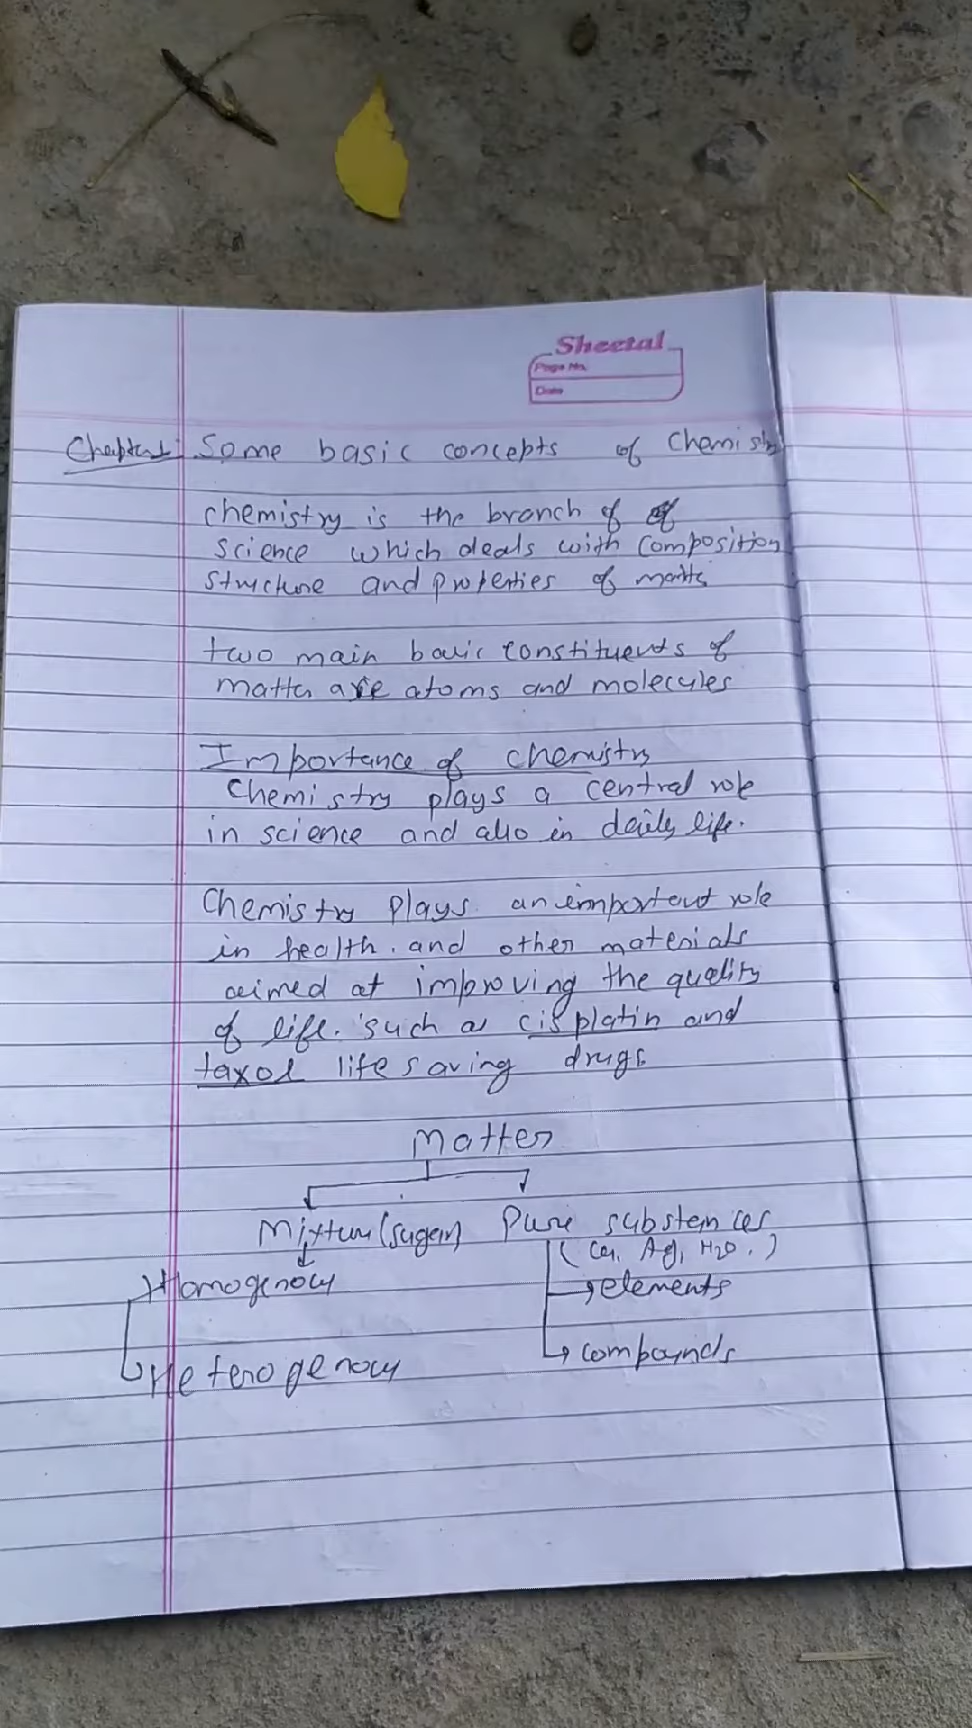 Sheetal
Page No.
Date
Chapter 1: Some basic concepts of Chemistry
chemistry is the branch of of
science which deals with composition
structure and properties of matter
two main basic constituents of
matter are atoms and molecules
Importance of chemistry
Chemistry plays a central role
in science and also in daily life.
Chemistry plays an important role
in health. and other materials
aimed at improving the quality
of life. such as cisplatin and
taxol life saving drugs
Matter
Mixture (sugar) Pure substances
(Cu, Ag, H2O, )
Homogenous
elements
compounds
Heterogenous